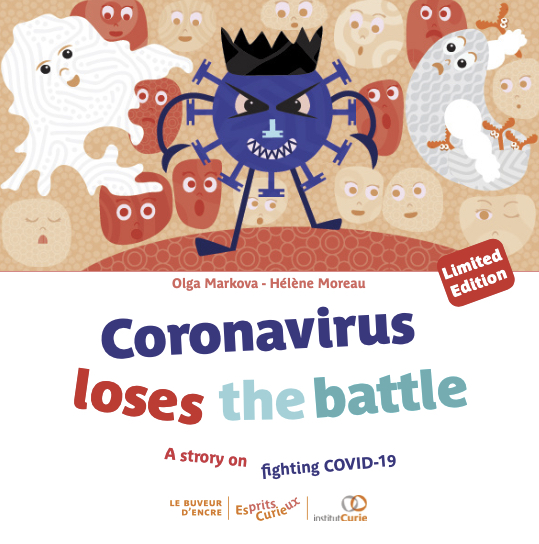 Olga Markova - Hélène Moreau
Limited
Edition
Coronavirus
loses the battle
A strory on fighting COVID-19
LE BUVEUR
D'ENCRE
Esprits
Curieux
institutCurie